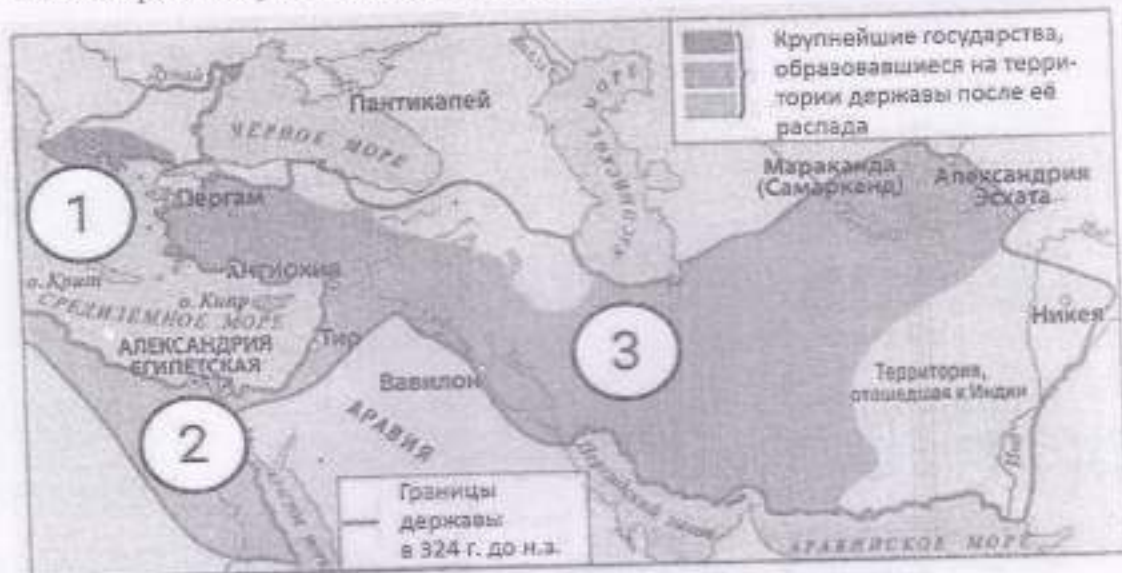 Крупнейшие государства,
образовавшиеся на терри-
тории державы после её
распада
Дунай
Пантикапей
ЧЕРНОЕ МОРЕ
МОРЕ
Мараканда
(Самарканд)
Александрия
Эсхата
1
Пергам
АНТИОХИЯ
о. Крит
о. Кипр
СРЕДИЗЕМНОЕ МОРЕ
Тир
АЛЕКСАНДРИЯ
ЕГИПЕТСКАЯ
3
Никея
Территория,
отошедшая к Индии
Вавилон
2
АРАВИЯ
Персидский залив
Инд
Границы
державы
в 324 г. до н.э.
АРАВИЙСКОЕ МОРЕ